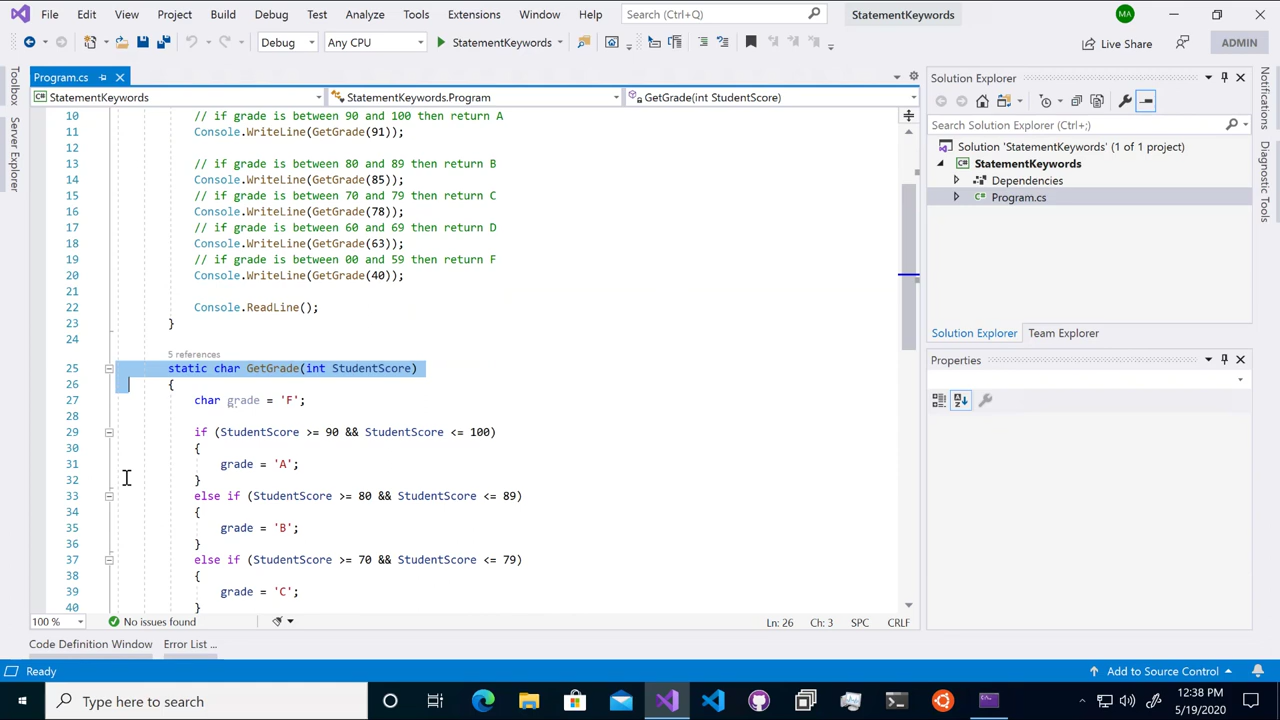 File Edit View Project Build Debug Test Analyze Tools Extensions Window Help Search (Ctrl+Q) StatementKeywords MA
Debug Any CPU StatementKeywords Live Share ADMIN
Toolbox
Server Explorer
Program.cs
StatementKeywords StatementKeywords.Program GetGrade(int StudentScore)
10 // if grade is between 90 and 100 then return A
11 Console.WriteLine(GetGrade(91));
12
13 // if grade is between 80 and 89 then return B
14 Console.WriteLine(GetGrade(85));
15 // if grade is between 70 and 79 then return C
16 Console.WriteLine(GetGrade(78));
17 // if grade is between 60 and 69 then return D
18 Console.WriteLine(GetGrade(63));
19 // if grade is between 00 and 59 then return F
20 Console.WriteLine(GetGrade(40));
21
22 Console.ReadLine();
23 }
24
5 references
25 static char GetGrade(int StudentScore)
26 {
27 char grade = 'F';
28
29 if (StudentScore >= 90 && StudentScore <= 100)
30 {
31 grade = 'A';
32 }
33 else if (StudentScore >= 80 && StudentScore <= 89)
34 {
35 grade = 'B';
36 }
37 else if (StudentScore >= 70 && StudentScore <= 79)
38 {
39 grade = 'C';
40 }
100 % No issues found Ln: 26 Ch: 3 SPC CRLF
Code Definition Window Error List ...
Solution Explorer
Search Solution Explorer (Ctrl+;)
Solution 'StatementKeywords' (1 of 1 project)
StatementKeywords
Dependencies
Program.cs
Solution Explorer Team Explorer
Properties
Notifications
Diagnostic Tools
Ready Add to Source Control
Type here to search
12:38 PM
5/19/2020